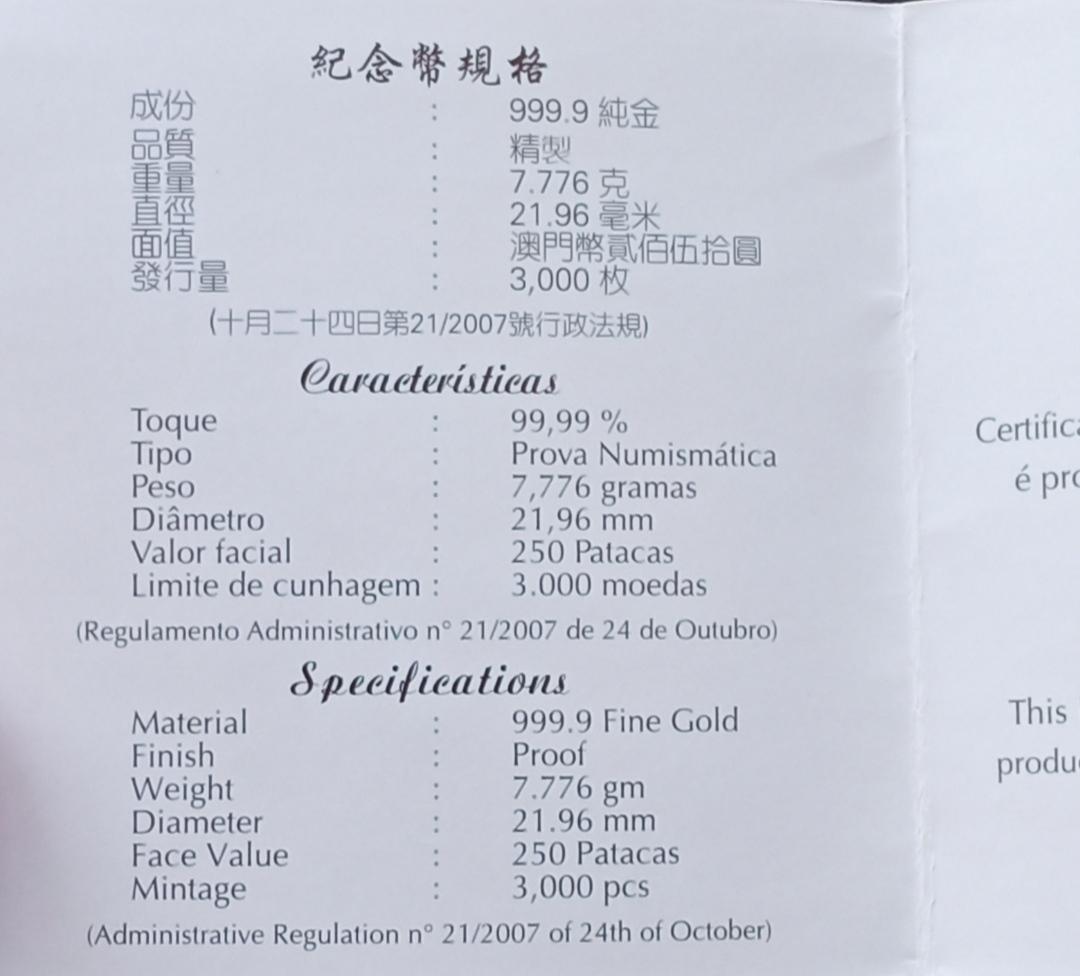 紀念幣規格
成份 : 999.9 純金
品質 : 精製
重量 : 7.776 克
直徑 : 21.96 毫米
面值 : 澳門幣貳佰伍拾圓
發行量 : 3,000 枚
(十月二十四日第21/2007號行政法規)
Características
Toque : 99,99 %
Tipo : Prova Numismática
Peso : 7,776 gramas
Diâmetro : 21,96 mm
Valor facial : 250 Patacas
Limite de cunhagem : 3.000 moedas
(Regulamento Administrativo n° 21/2007 de 24 de Outubro)
Specifications
Material : 999.9 Fine Gold
Finish : Proof
Weight : 7.776 gm
Diameter : 21.96 mm
Face Value : 250 Patacas
Mintage : 3,000 pcs
(Administrative Regulation n° 21/2007 of 24th of October)
é
This